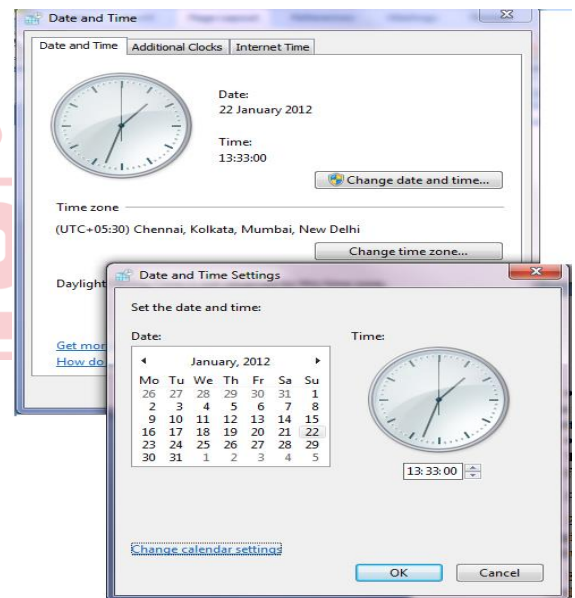 Date and Time
Date and Time Additional Clocks Internet Time
Date:
22 January 2012
Time:
13:33:00
Change date and time...
Time zone
(UTC+05:30) Chennai, Kolkata, Mumbai, New Delhi
Change time zone...
Daylight
Get mor
How do
Date and Time Settings
Set the date and time:
Date:
Time:
January, 2012
Mo Tu We Th Fr Sa Su
26 27 28 29 30 31 1
2 3 4 5 6 7 8
9 10 11 12 13 14 15
16 17 18 19 20 21 22
23 24 25 26 27 28 29
30 31 1 2 3 4 5
13:33:00
Change calendar settings
OK Cancel